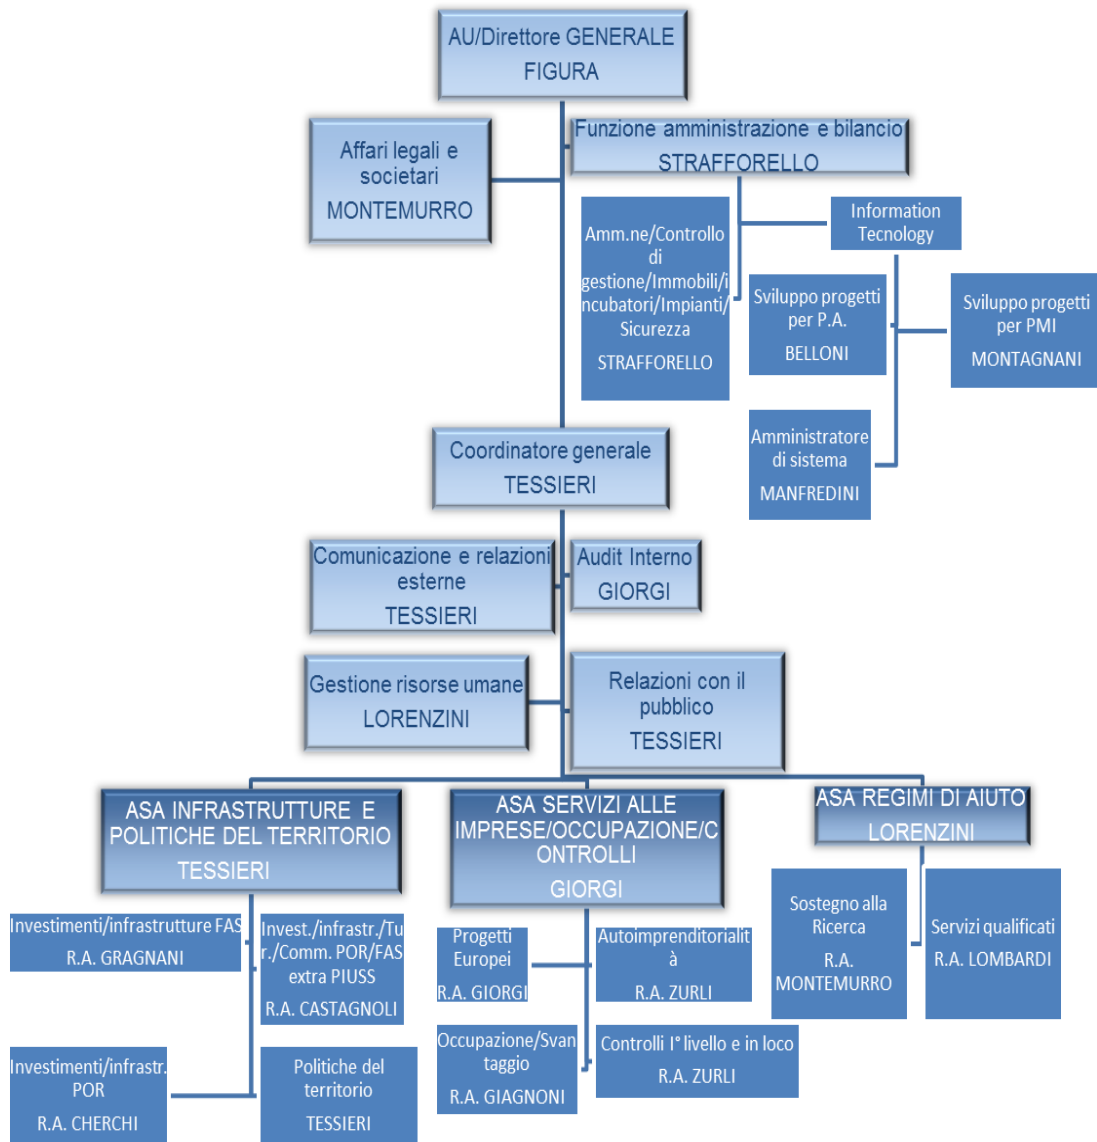 AU/Direttore GENERALE
FIGURA
Affari legali e
societari
MONTEMURRO
Funzione amministrazione e bilancio
STRAFFORELLO
Amm.ne/Controllo
di
gestione/Immobili/i
ncubatori/Impianti/
Sicurezza
STRAFFORELLO
Information
Tecnology
Sviluppo progetti
per P.A.
BELLONI
Sviluppo progetti
per PMI
MONTAGNANI
Amministratore
di sistema
MANFREDINI
Coordinatore generale
TESSIERI
Comunicazione e relazioni
esterne
TESSIERI
Audit Interno
GIORGI
Gestione risorse umane
LORENZINI
Relazioni con il
pubblico
TESSIERI
ASA INFRASTRUTTURE E
POLITICHE DEL TERRITORIO
TESSIERI
ASA SERVIZI ALLE
IMPRESE/OCCUPAZIONE/C
ONTROLLI
GIORGI
ASA REGIMI DI AIUTO
LORENZINI
Investimenti/infrastrutture FAS
R.A. GRAGNANI
Invest./infrastr./Tu
r./Comm. POR/FAS
extra PIUSS
R.A. CASTAGNOLI
Investimenti/infrastr.
POR
R.A. CHERCHI
Politiche del
territorio
TESSIERI
Progetti
Europei
R.A. GIORGI
Autoimprenditorialit
à
R.A. ZURLI
Occupazione/Svan
taggio
R.A. GIAGNONI
Controlli I° livello e in loco
R.A. ZURLI
Sostegno alla
Ricerca
R.A.
MONTEMURRO
Servizi qualificati
R.A. LOMBARDI